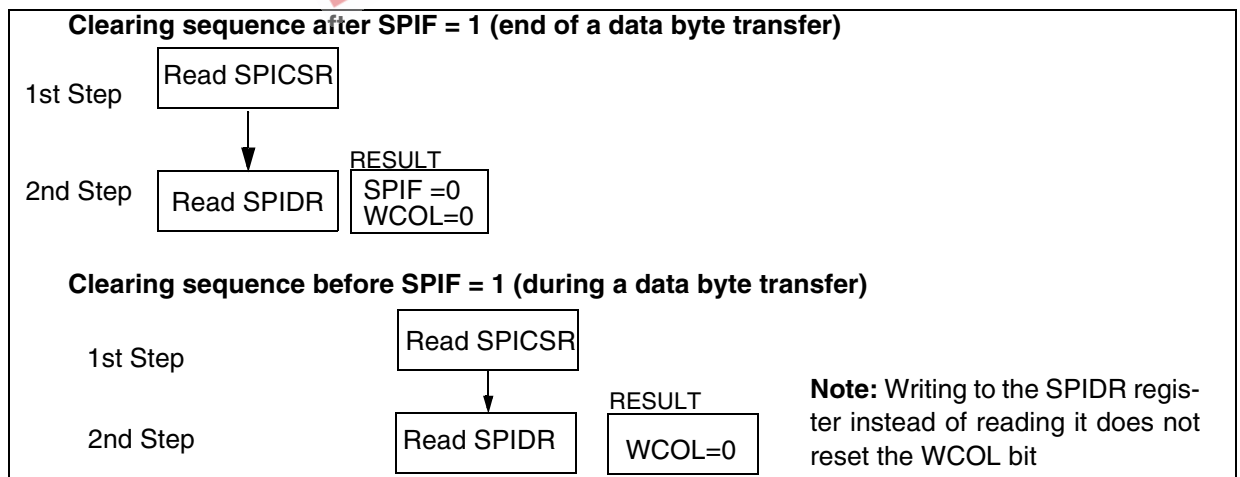 Clearing sequence after SPIF = 1 (end of a data byte transfer)
1st Step
Read SPICSR
2nd Step
Read SPIDR
RESULT
SPIF =0
WCOL=0
Clearing sequence before SPIF = 1 (during a data byte transfer)
1st Step
Read SPICSR
2nd Step
Read SPIDR
RESULT
WCOL=0
Note: Writing to the SPIDR regis-
ter instead of reading it does not
reset the WCOL bit